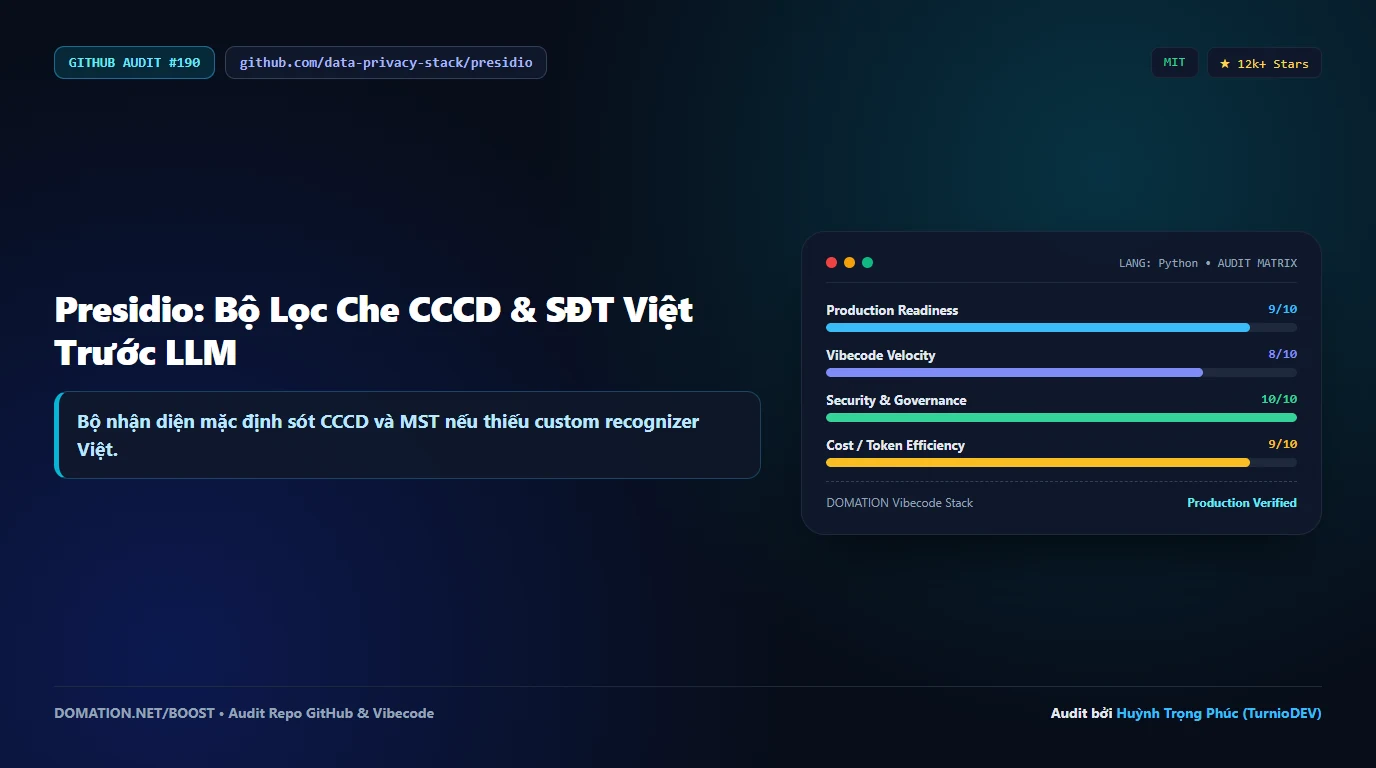 GITHUB AUDIT #190
github.com/data-privacy-stack/presidio
MIT
★ 12k+ Stars
Presidio: Bộ Lọc Che CCCD & SĐT Việt
Trước LLM
Bộ nhận diện mặc định sót CCCD và MST nếu thiếu custom recognizer
Việt.
LANG: Python • AUDIT MATRIX
Production Readiness
9/10
Vibecode Velocity
8/10
Security & Governance
10/10
Cost / Token Efficiency
9/10
DOMATION Vibecode Stack
Production Verified
DOMATION.NET/BOOST • Audit Repo GitHub & Vibecode
Audit bởi Huỳnh Trọng Phúc (TurnioDEV)